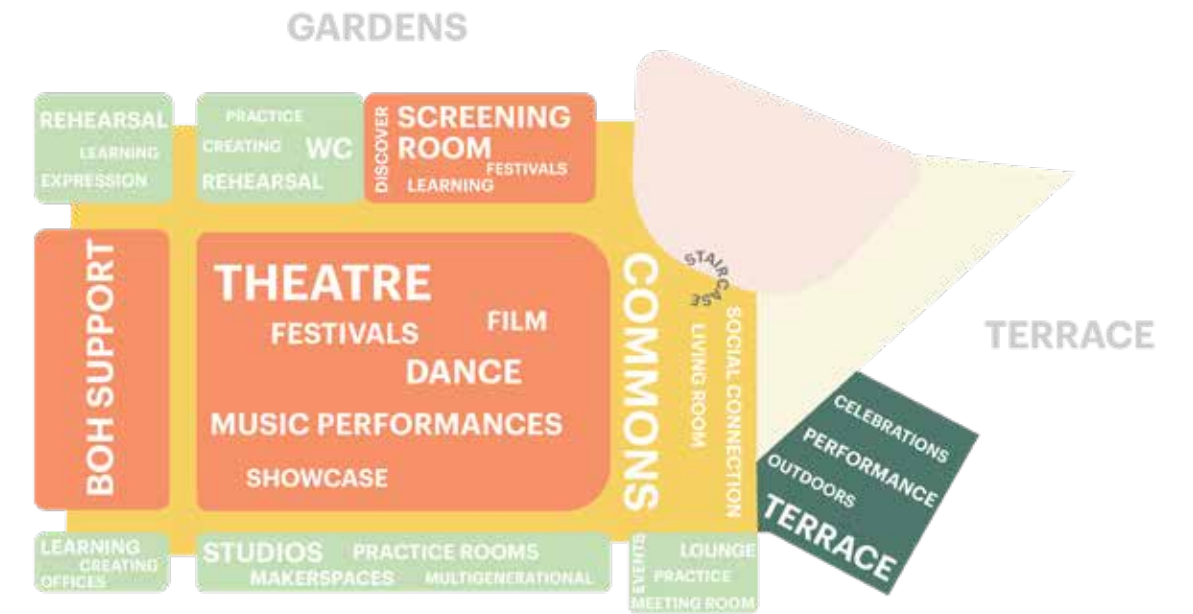 GARDENS
REHEARSAL
LEARNING
EXPRESSION
PRACTICE
CREATING
WC
REHEARSAL
DISCOVER
SCREENING
ROOM
FESTIVALS
LEARNING
BOH SUPPORT
THEATRE
FESTIVALS
FILM
DANCE
MUSIC PERFORMANCES
SHOWCASE
COMMONS
STAIRCASE
LIVING ROOM
SOCIAL CONNECTION
TERRACE
CELEBRATIONS
PERFORMANCE
OUTDOORS
TERRACE
LEARNING
CREATING
OFFICES
STUDIOS
PRACTICE ROOMS
MAKERSPACES
MULTIGENERATIONAL
EVENTS
LOUNGE
PRACTICE
MEETING ROOM